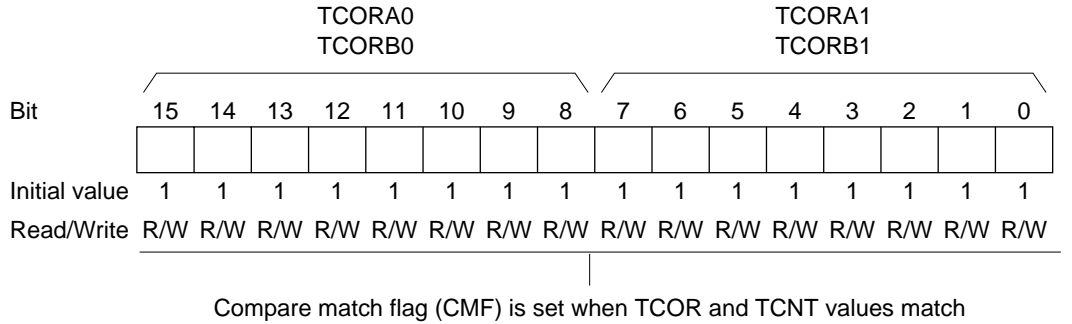 TCORA0 TCORA1
TCORB0 TCORB1
Bit 15 14 13 12 11 10 9 8 7 6 5 4 3 2 1 0
Initial value 1 1 1 1 1 1 1 1 1 1 1 1 1 1 1 1
Read/Write R/W R/W R/W R/W R/W R/W R/W R/W R/W R/W R/W R/W R/W R/W R/W R/W
Compare match flag (CMF) is set when TCOR and TCNT values match